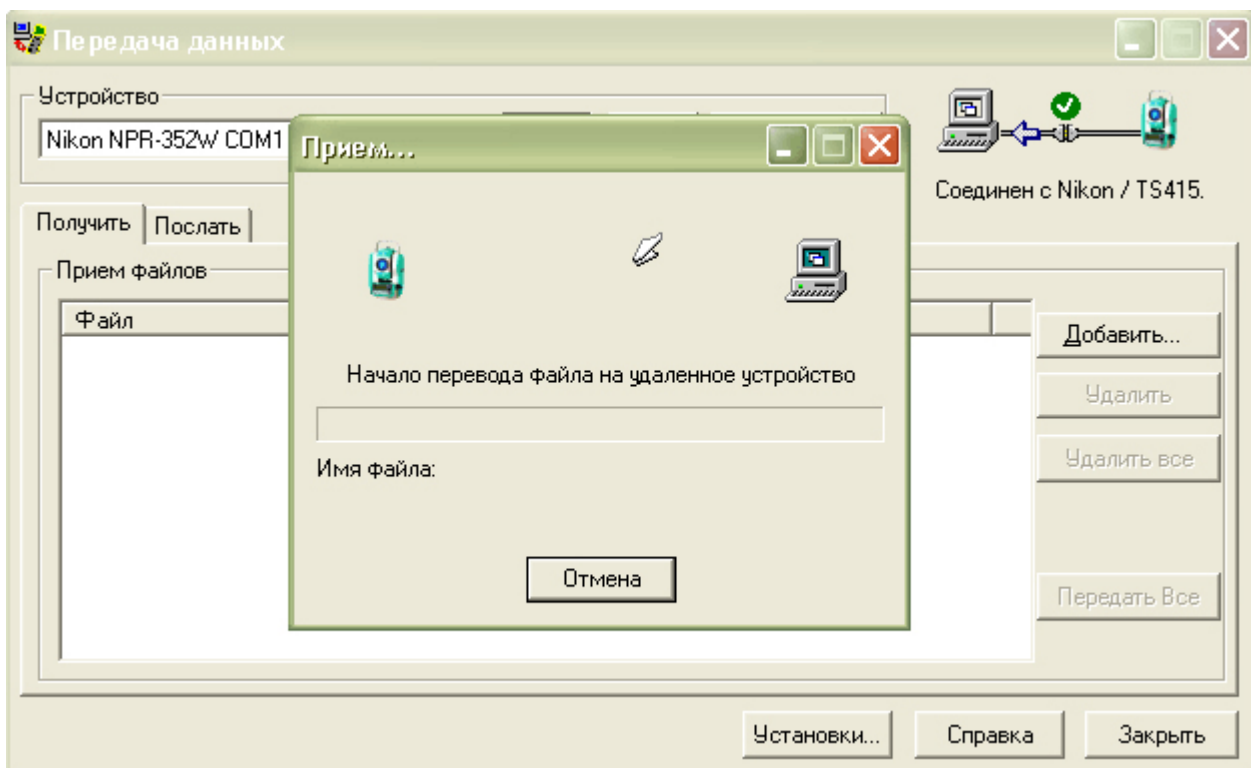 Передача данных
Устройство
Nikon NPR-352W COM1
Соединен с Nikon / TS415.
Получить
Послать
Прием файлов
Файл
Добавить...
Удалить
Удалить все
Передать Все
Прием...
Начало перевода файла на удаленное устройство
Имя файла:
Отмена
Установки...
Справка
Закрыть